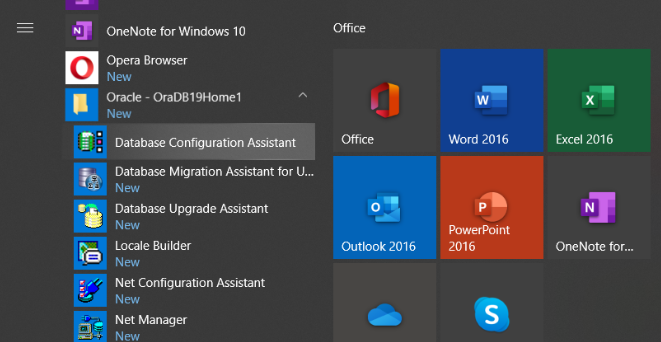 OneNote for Windows 10
Opera Browser
New
Oracle - OraDB19Home1
New
Database Configuration Assistant
Database Migration Assistant for U...
New
Database Upgrade Assistant
New
Locale Builder
New
Net Configuration Assistant
New
Net Manager
New
Office
Office
Word 2016
Excel 2016
Outlook 2016
PowerPoint
2016
OneNote for...